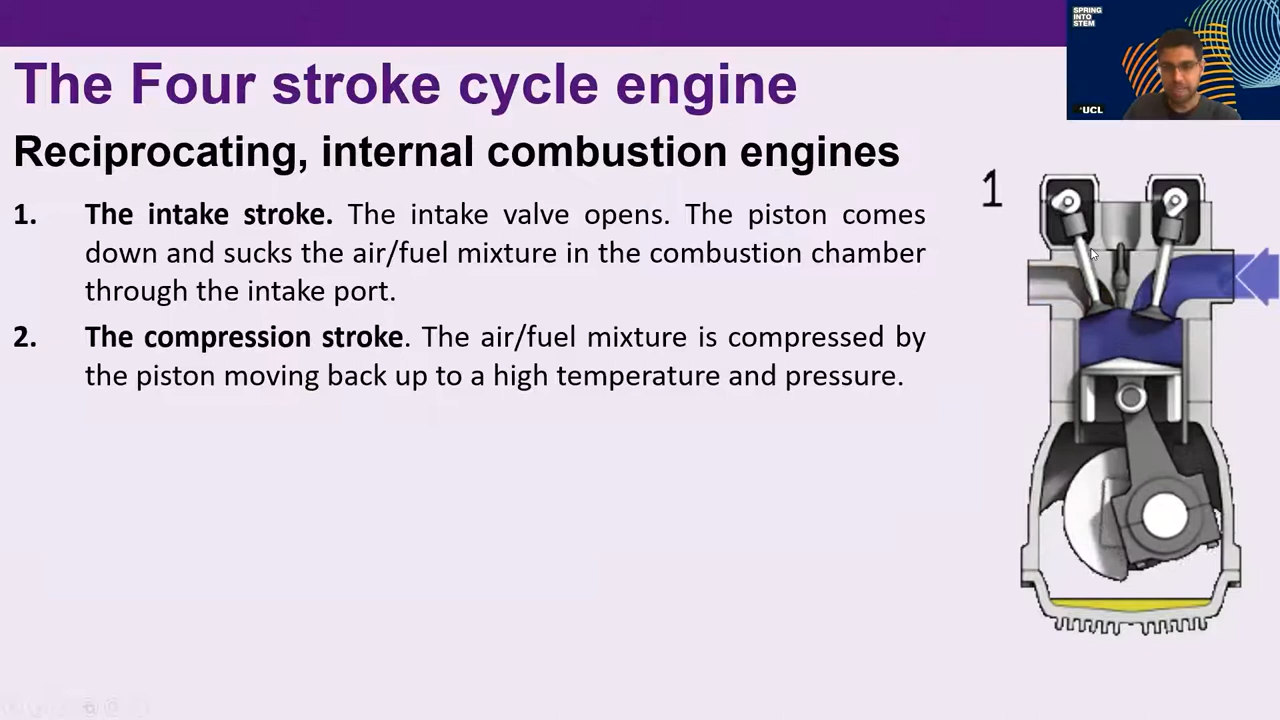 SPRING
INTO
STEM
UCL
The Four stroke cycle engine
Reciprocating, internal combustion engines
1. The intake stroke. The intake valve opens. The piston comes
down and sucks the air/fuel mixture in the combustion chamber
through the intake port.
2. The compression stroke. The air/fuel mixture is compressed by
the piston moving back up to a high temperature and pressure.
1